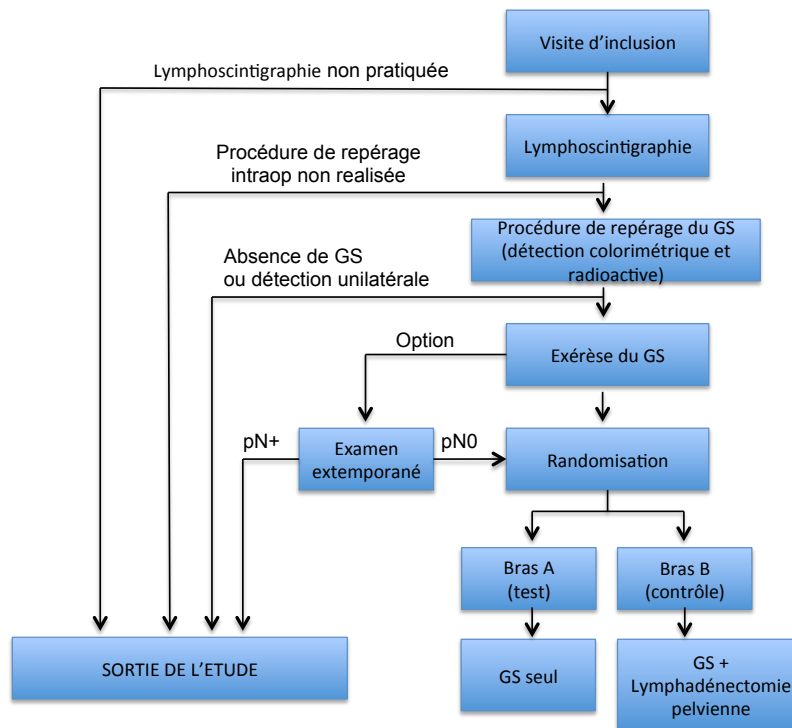 Visite d'inclusion
Lymphoscintigraphie non pratiquée
Lymphoscintigraphie
Procédure de repérage
intraop non realisée
Procédure de repérage du GS
(détection colorimétrique et
radioactive)
Absence de GS
ou détection unilatérale
Option
Exérèse du GS
pN+
Examen
extemporané
pN0
Randomisation
Bras A
(test)
Bras B
(contrôle)
SORTIE DE L'ETUDE
GS seul
GS +
Lymphadénectomie
pelvienne